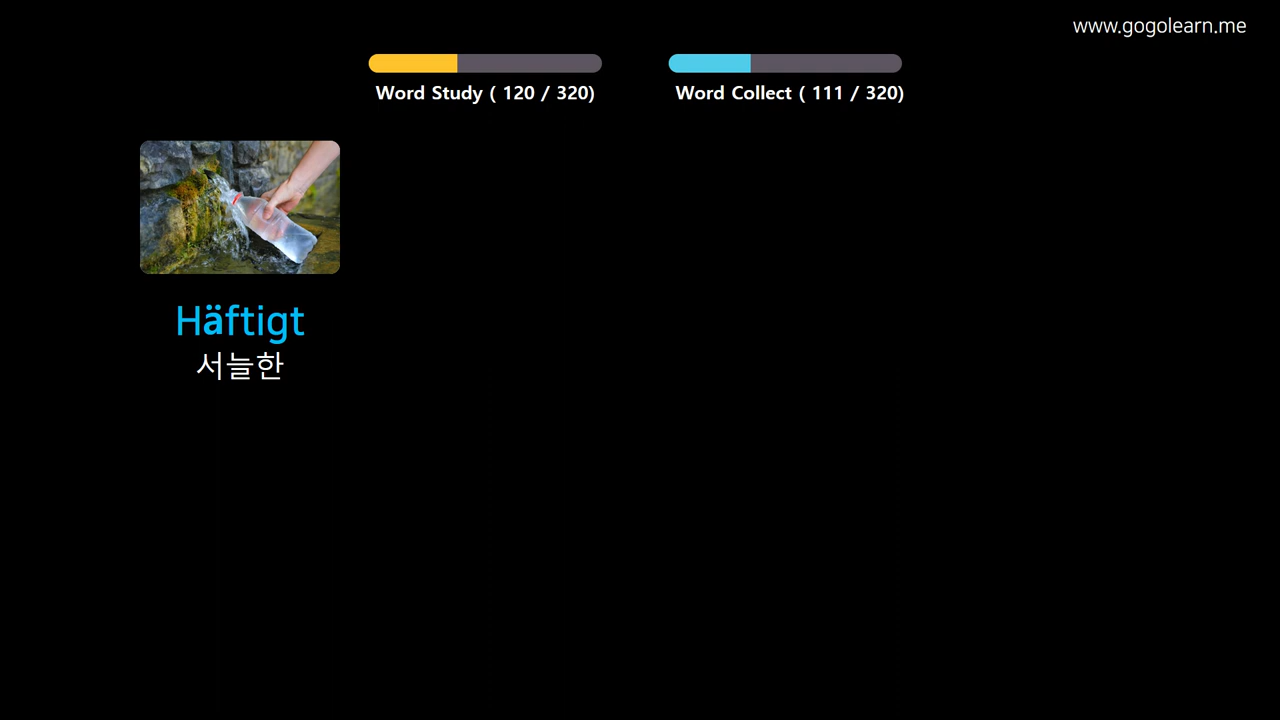 www.gogolearn.me
Word Study ( 120 / 320)
Word Collect ( 111 / 320)
Häftigt
서늘한